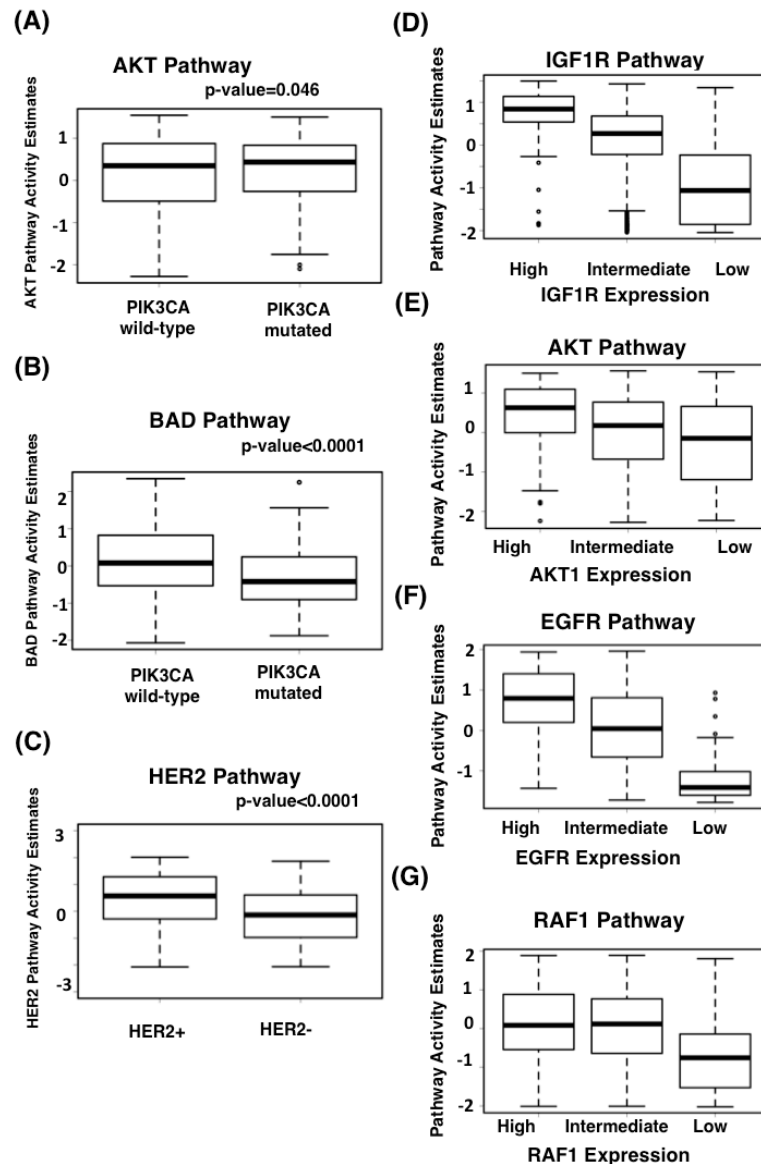 (A)
AKT Pathway
p-value=0.046
AKT Pathway Activity Estimates
1
0
-1
-2
PIK3CA
wild-type
PIK3CA
mutated
(B)
BAD Pathway
p-value<0.0001
BAD Pathway Activity Estimates
2
1
0
-1
-2
PIK3CA
wild-type
PIK3CA
mutated
(C)
HER2 Pathway
p-value<0.0001
HER2 Pathway Activity Estimates
3
0
-3
HER2+
HER2-
(D)
IGF1R Pathway
Pathway Activity Estimates
1
0
-1
-2
High Intermediate Low
IGF1R Expression
(E)
AKT Pathway
Pathway Activity Estimates
1
0
-1
-2
High Intermediate Low
AKT1 Expression
(F)
EGFR Pathway
Pathway Activity Estimates
2
1
0
-1
High Intermediate Low
EGFR Expression
(G)
RAF1 Pathway
Pathway Activity Estimates
2
1
0
-1
-2
High Intermediate Low
RAF1 Expression